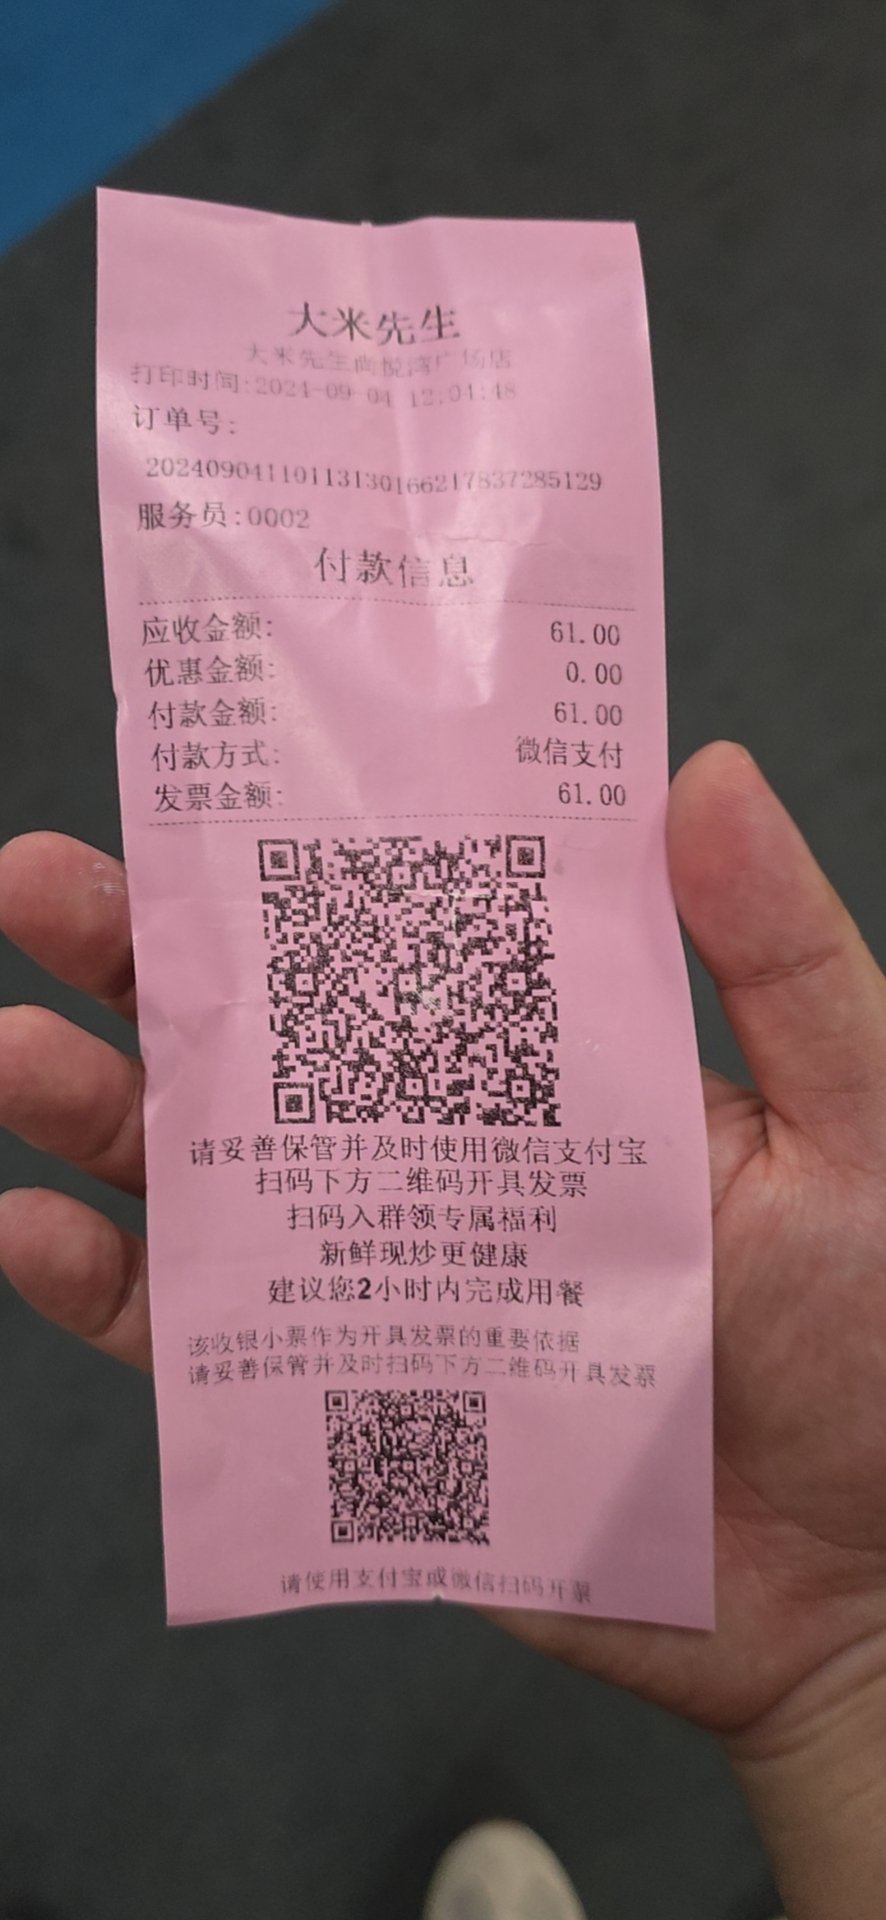 大米先生
大米先生尚悦湾广场店
打印时间:2024-09-04 12:04:48
订单号:
20240904110113130166217837285129
服务员:0002
付款信息
应收金额: 61.00
优惠金额: 0.00
付款金额: 61.00
付款方式: 微信支付
发票金额: 61.00
请妥善保管并及时使用微信支付宝
扫码下方二维码开具发票
扫码入群领专属福利
新鲜现炒更健康
建议您2小时内完成用餐
该收银小票作为开具发票的重要依据
请妥善保管并及时扫码下方二维码开具发票
请使用支付宝或微信扫码开票